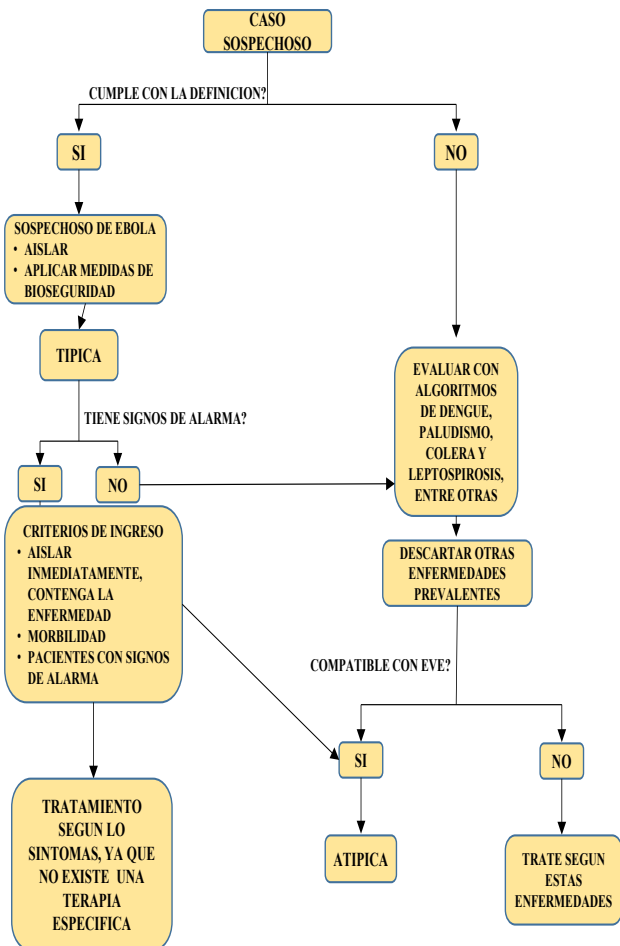 CASO
SOSPECHOSO
CUMPLE CON LA DEFINICION?
SI
NO
SOSPECHOSO DE EBOLA
• AISLAR
• APLICAR MEDIDAS DE
BIOSEGURIDAD
TIPICA
TIENE SIGNOS DE ALARMA?
SI
NO
EVALUAR CON
ALGORITMOS
DE DENGUE,
PALUDISMO,
COLERA Y
LEPTOSPIROSIS,
ENTRE OTRAS
CRITERIOS DE INGRESO
• AISLAR
INMEDIATAMENTE,
CONTENGA LA
ENFERMEDAD
• MORBILIDAD
• PACIENTES CON SIGNOS
DE ALARMA
DESCARTAR OTRAS
ENFERMEDADES
PREVALENTES
COMPATIBLE CON EVE?
SI
NO
TRATAMIENTO
SEGUN LO
SINTOMAS, YA QUE
NO EXISTE UNA
TERAPIA
ESPECIFICA
ATIPICA
TRATE SEGUN
ESTAS
ENFERMEDADES